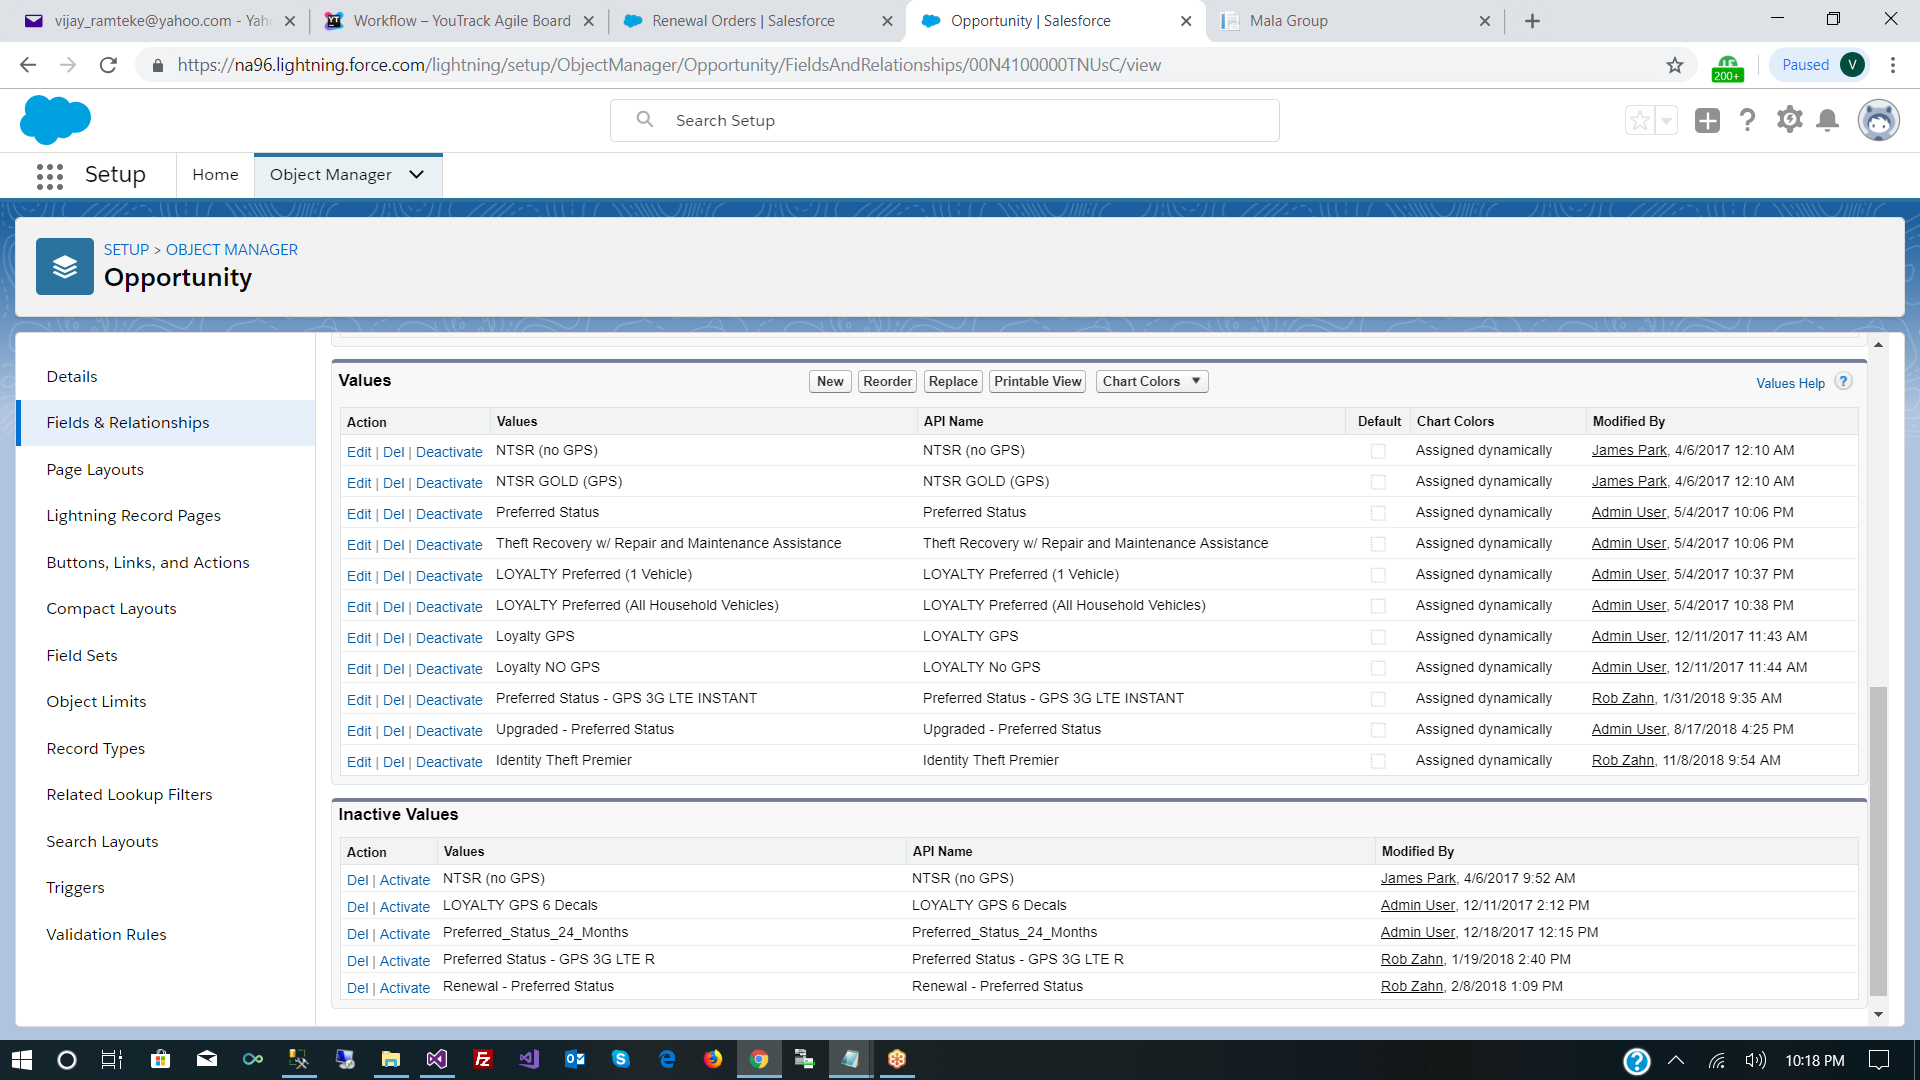 vijay_ramteke@yahoo.com - Yah
Workflow – YouTrack Agile Board
Renewal Orders | Salesforce
Opportunity | Salesforce
Mala Group
https://na96.lightning.force.com/lightning/setup/ObjectManager/Opportunity/FieldsAndRelationships/00N4100000TNUsC/view
200+
Paused V
Search Setup
Setup Home Object Manager
SETUP > OBJECT MANAGER
Opportunity
Details
Fields & Relationships
Page Layouts
Lightning Record Pages
Buttons, Links, and Actions
Compact Layouts
Field Sets
Object Limits
Record Types
Related Lookup Filters
Search Layouts
Triggers
Validation Rules
Values New Reorder Replace Printable View Chart Colors Values Help ?
Action Values API Name Default Chart Colors Modified By
Edit | Del | Deactivate NTSR (no GPS) NTSR (no GPS) Assigned dynamically James Park, 4/6/2017 12:10 AM
Edit | Del | Deactivate NTSR GOLD (GPS) NTSR GOLD (GPS) Assigned dynamically James Park, 4/6/2017 12:10 AM
Edit | Del | Deactivate Preferred Status Preferred Status Assigned dynamically Admin User, 5/4/2017 10:06 PM
Edit | Del | Deactivate Theft Recovery w/ Repair and Maintenance Assistance Theft Recovery w/ Repair and Maintenance Assistance Assigned dynamically Admin User, 5/4/2017 10:06 PM
Edit | Del | Deactivate LOYALTY Preferred (1 Vehicle) LOYALTY Preferred (1 Vehicle) Assigned dynamically Admin User, 5/4/2017 10:37 PM
Edit | Del | Deactivate LOYALTY Preferred (All Household Vehicles) LOYALTY Preferred (All Household Vehicles) Assigned dynamically Admin User, 5/4/2017 10:38 PM
Edit | Del | Deactivate Loyalty GPS LOYALTY GPS Assigned dynamically Admin User, 12/11/2017 11:43 AM
Edit | Del | Deactivate Loyalty NO GPS LOYALTY No GPS Assigned dynamically Admin User, 12/11/2017 11:44 AM
Edit | Del | Deactivate Preferred Status - GPS 3G LTE INSTANT Preferred Status - GPS 3G LTE INSTANT Assigned dynamically Rob Zahn, 1/31/2018 9:35 AM
Edit | Del | Deactivate Upgraded - Preferred Status Upgraded - Preferred Status Assigned dynamically Admin User, 8/17/2018 4:25 PM
Edit | Del | Deactivate Identity Theft Premier Identity Theft Premier Assigned dynamically Rob Zahn, 11/8/2018 9:54 AM
Inactive Values
Action Values API Name Modified By
Del | Activate NTSR (no GPS) NTSR (no GPS) James Park, 4/6/2017 9:52 AM
Del | Activate LOYALTY GPS 6 Decals LOYALTY GPS 6 Decals Admin User, 12/11/2017 2:12 PM
Del | Activate Preferred_Status_24_Months Preferred_Status_24_Months Admin User, 12/18/2017 12:15 PM
Del | Activate Preferred Status - GPS 3G LTE R Preferred Status - GPS 3G LTE R Rob Zahn, 1/19/2018 2:40 PM
Del | Activate Renewal - Preferred Status Renewal - Preferred Status Rob Zahn, 2/8/2018 1:09 PM
10:18 PM